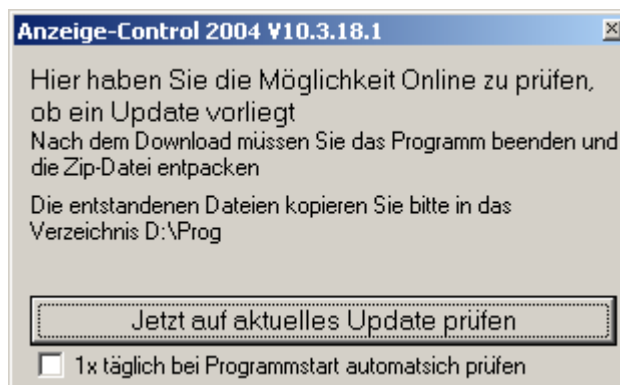 Anzeige-Control 2004 V10.3.18.1
Hier haben Sie die Möglichkeit Online zu prüfen,
ob ein Update vorliegt
Nach dem Download müssen Sie das Programm beenden und
die Zip-Datei entpacken
Die entstandenen Dateien kopieren Sie bitte in das
Verzeichnis D:\Prog
Jetzt auf aktuelles Update prüfen
1x täglich bei Programmstart automatsich prüfen